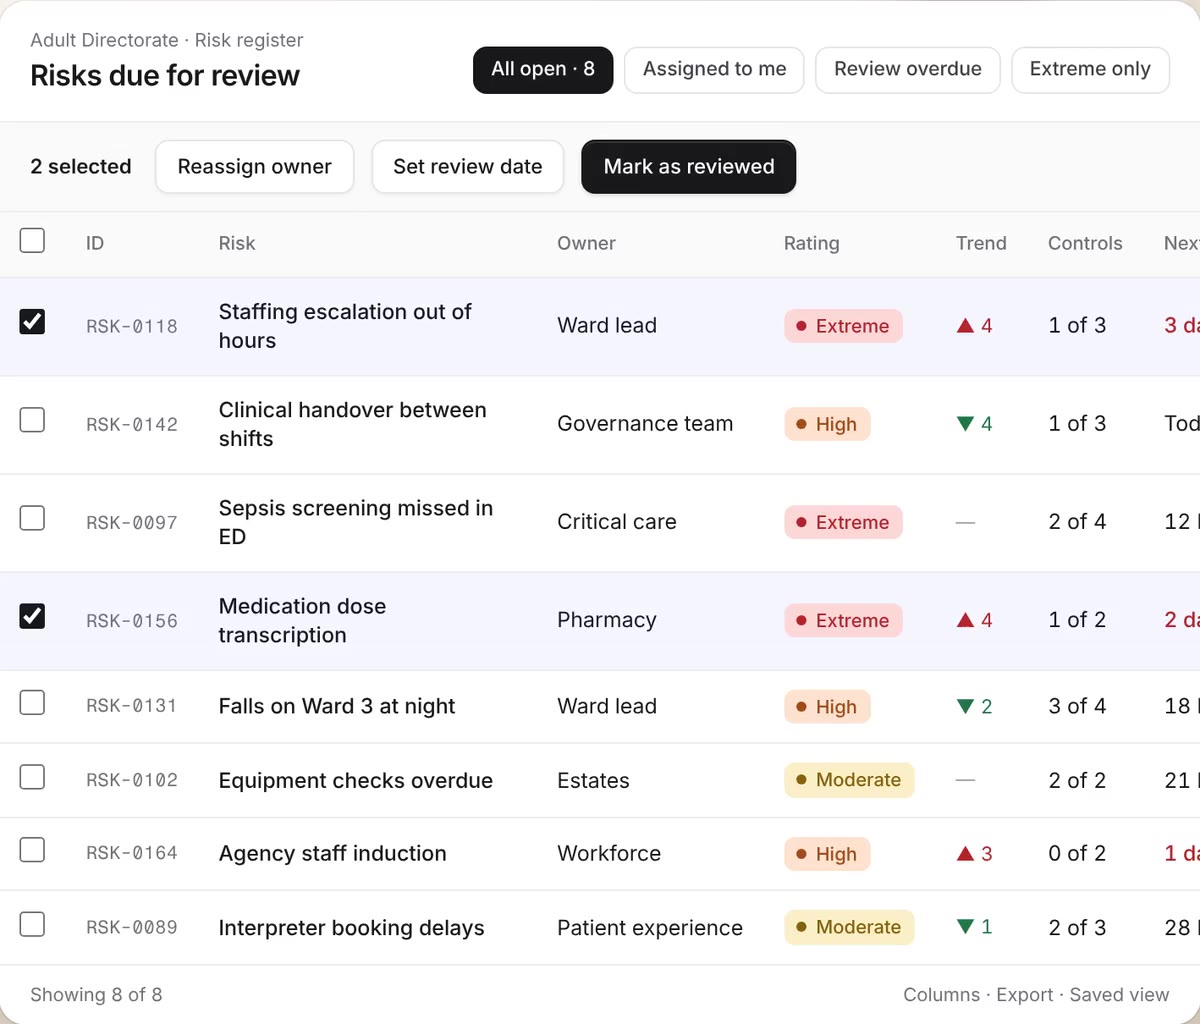 Adult Directorate · Risk register
Risks due for review
All open · 8
Assigned to me
Review overdue
Extreme only
2 selected
Reassign owner
Set review date
Mark as reviewed
ID Risk Owner Rating Trend Controls
RSK-0118 Staffing escalation out of hours Ward lead Extreme ▲ 4 1 of 3 3
RSK-0142 Clinical handover between shifts Governance team High ▼ 4 1 of 3
RSK-0097 Sepsis screening missed in ED Critical care Extreme — 2 of 4 12
RSK-0156 Medication dose transcription Pharmacy Extreme ▲ 4 1 of 2 2
RSK-0131 Falls on Ward 3 at night Ward lead High ▼ 2 3 of 4 18
RSK-0102 Equipment checks overdue Estates Moderate — 2 of 2 21
RSK-0164 Agency staff induction Workforce High ▲ 3 0 of 2 1
RSK-0089 Interpreter booking delays Patient experience Moderate ▼ 1 2 of 3 28
Showing 8 of 8
Columns · Export · Saved view